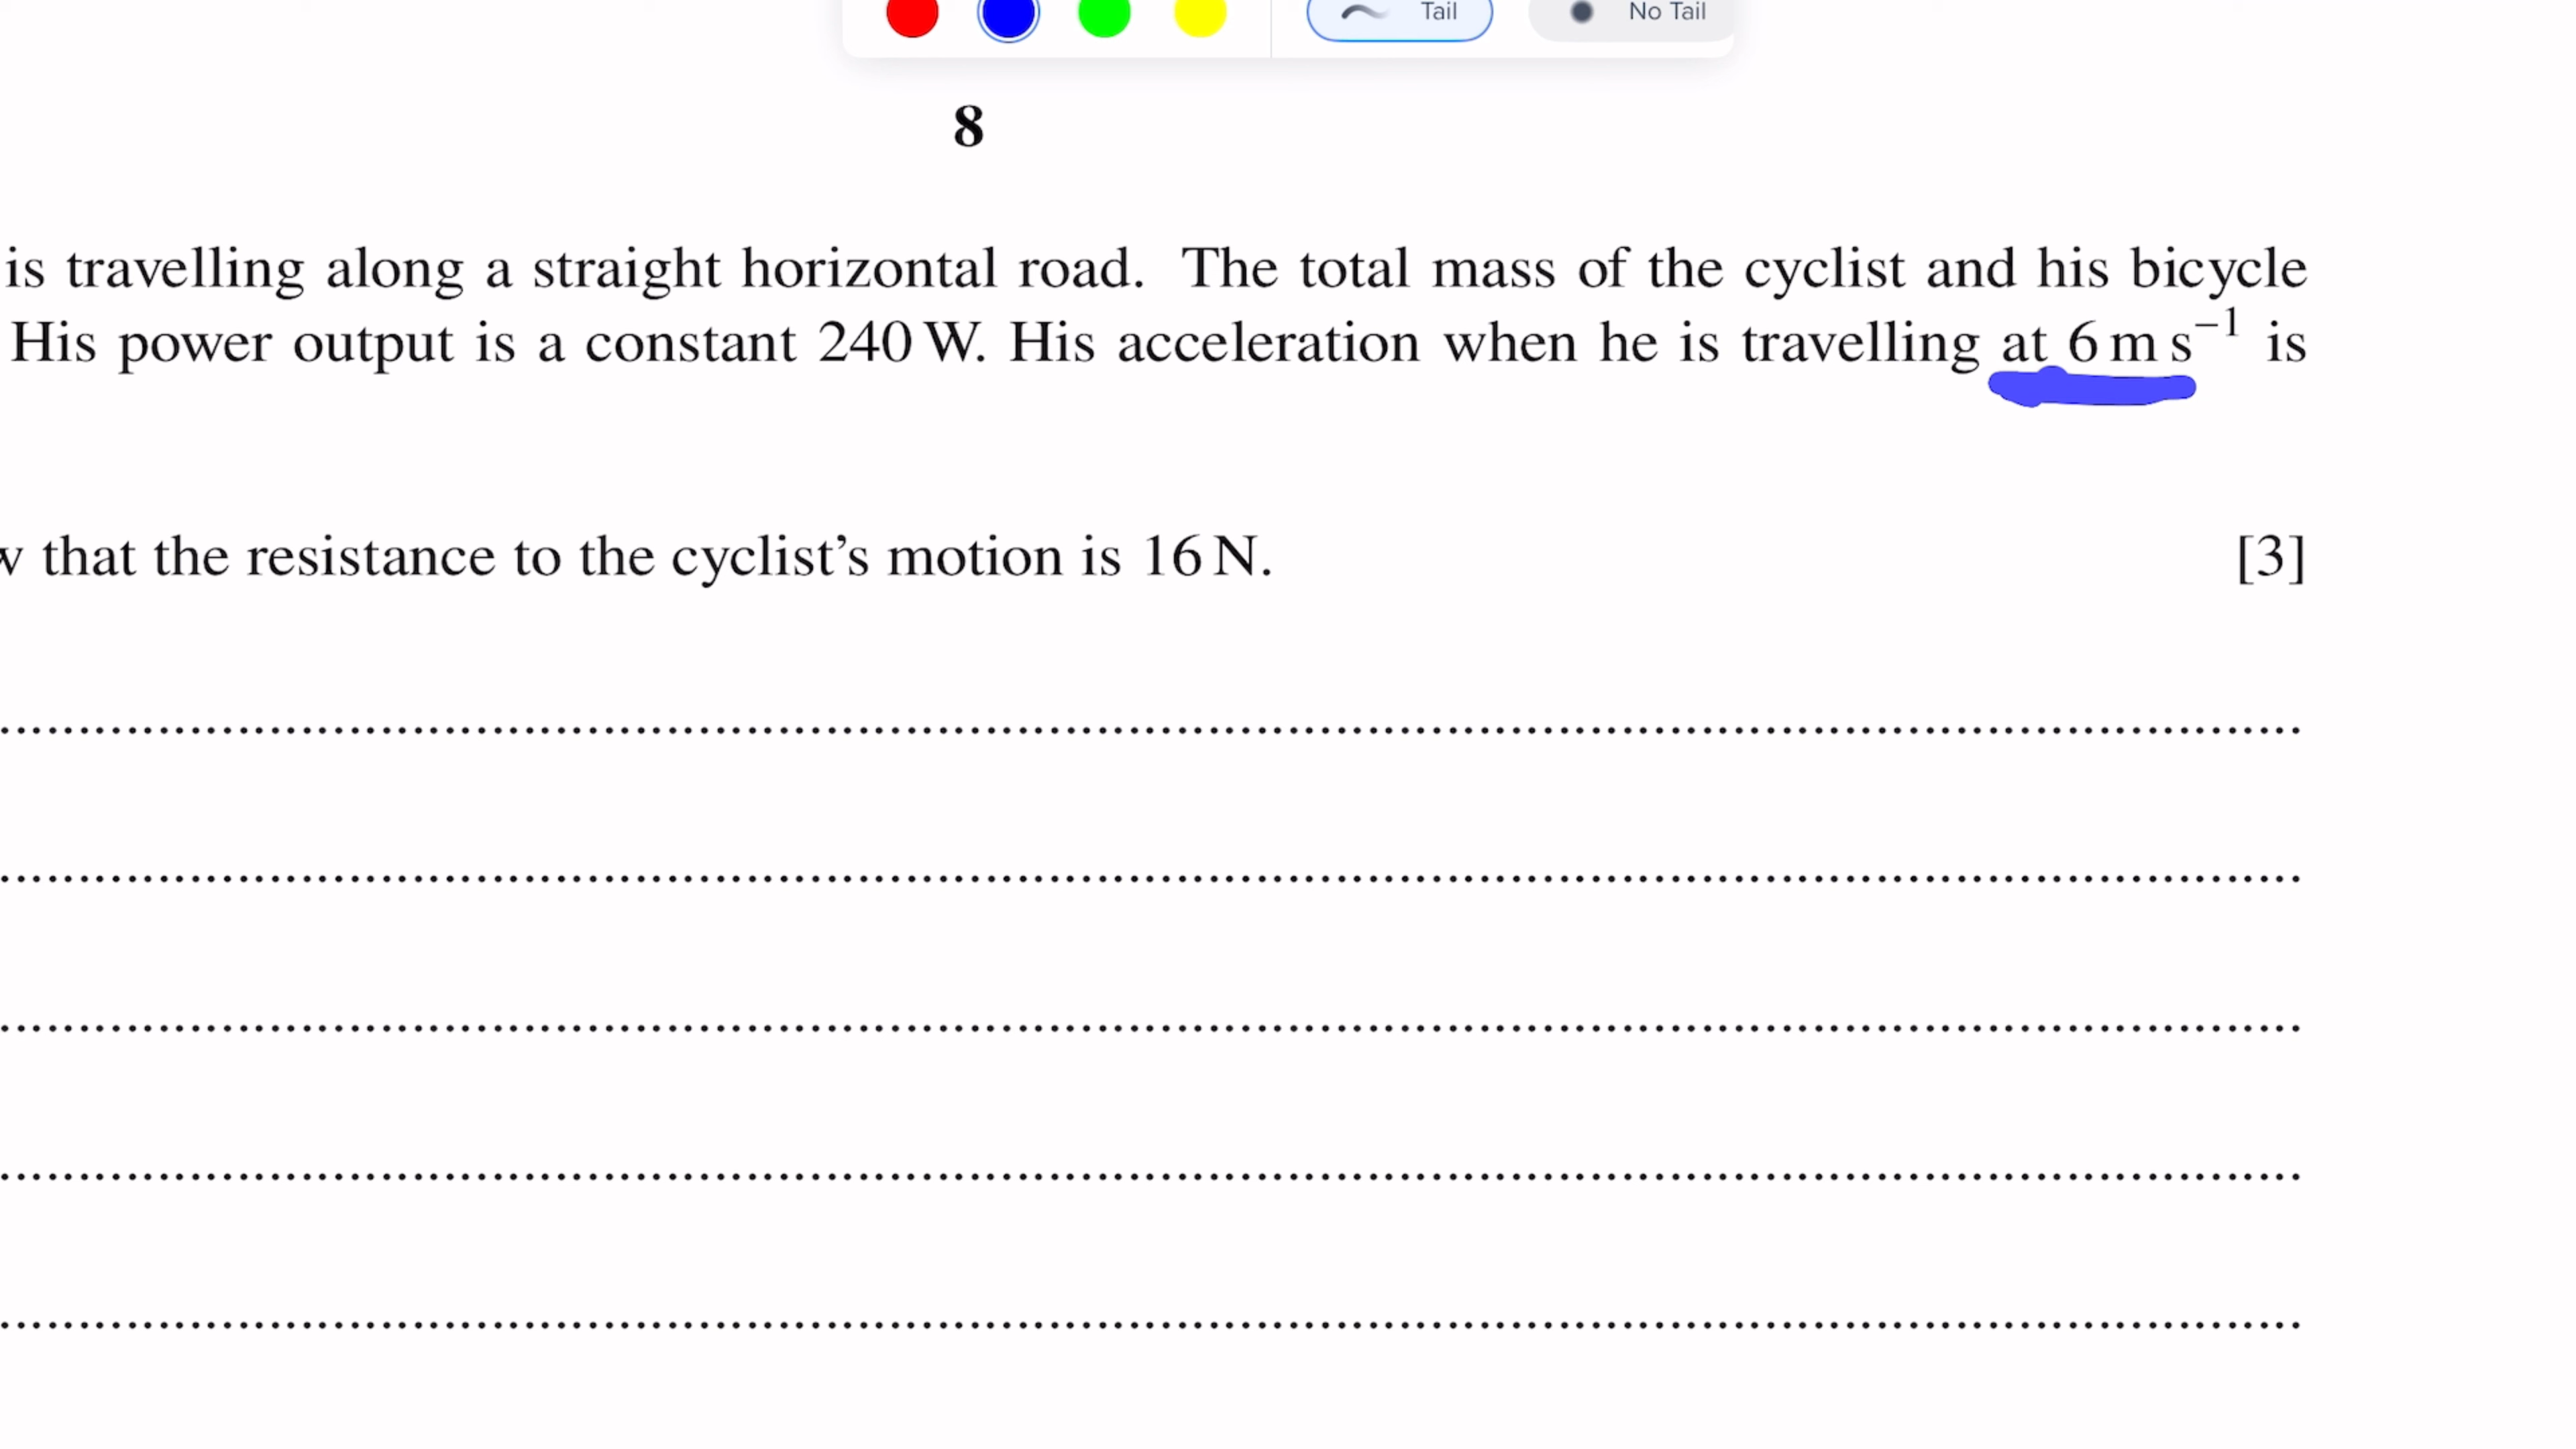 Tail No Tail
8
is travelling along a straight horizontal road. The total mass of the cyclist and his bicycle
His power output is a constant 240 W. His acceleration when he is travelling at 6 m s⁻¹ is
that the resistance to the cyclist’s motion is 16 N. [3]